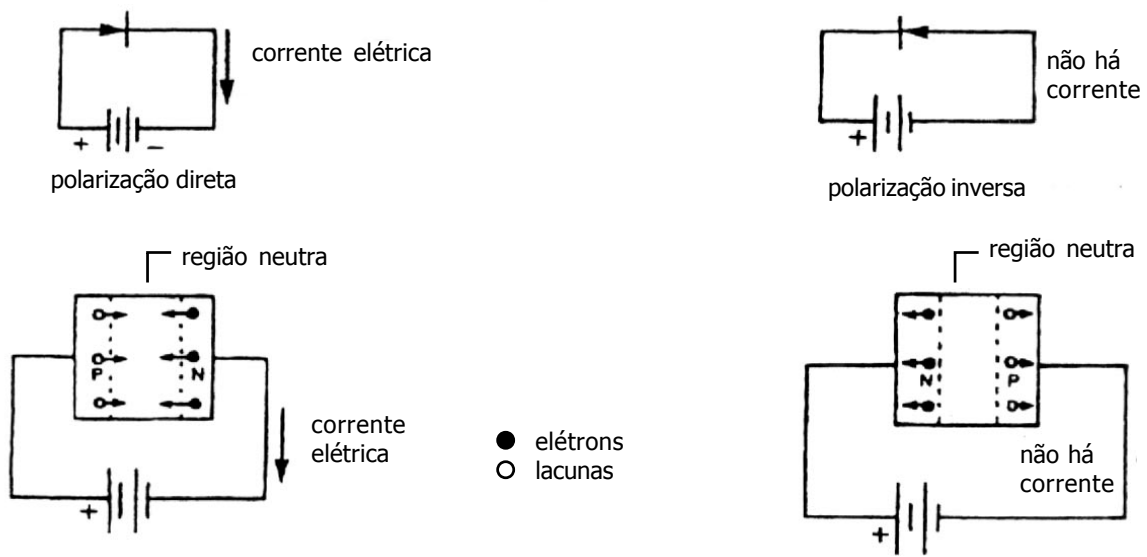 corrente elétrica
+ −
polarização direta
não há
corrente
+
polarização inversa
região neutra
P N
corrente
elétrica
+
elétrons
lacunas
região neutra
N P
não há
corrente
+